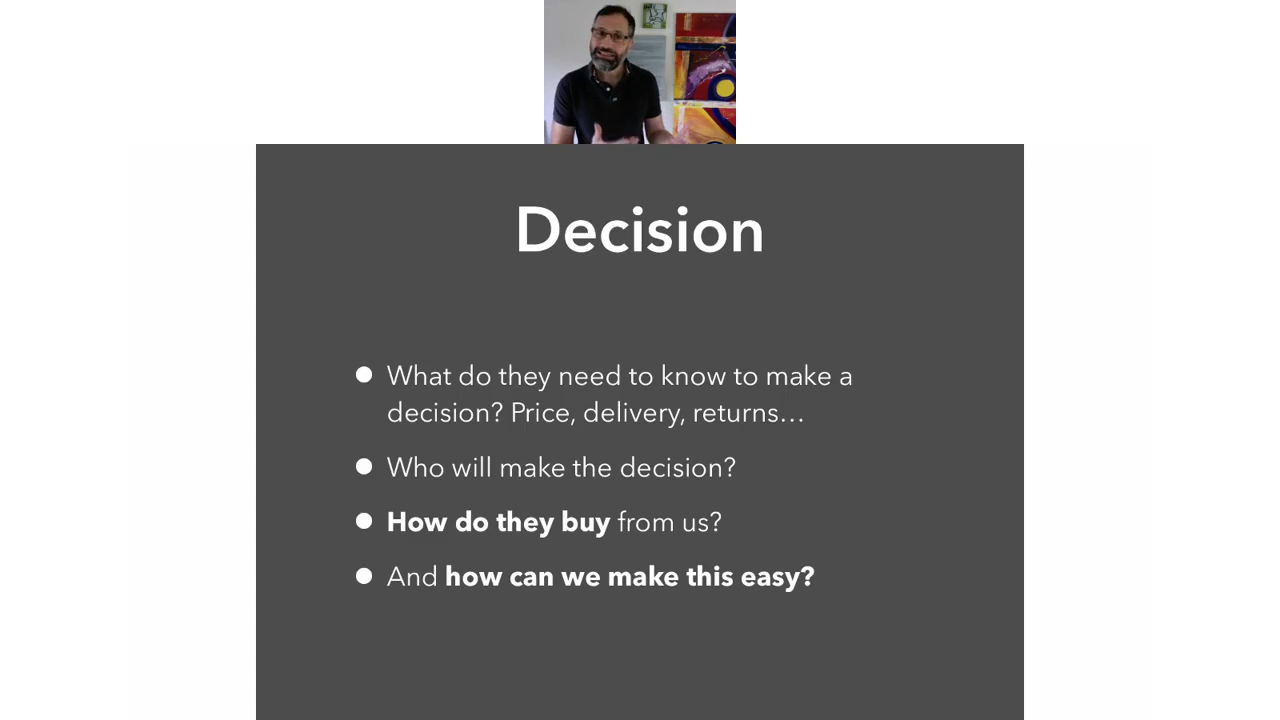 Decision
What do they need to know to make a
decision? Price, delivery, returns…
Who will make the decision?
How do they buy from us?
And how can we make this easy?